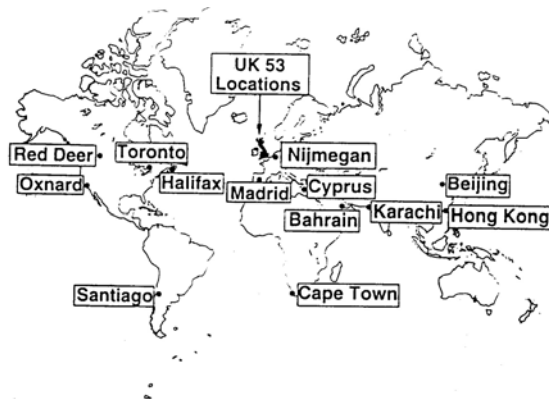 UK 53
Locations
Red Deer
Toronto
Nijmegan
Oxnard
Halifax
Madrid
Cyprus
Beijing
Bahrain
Karachi
Hong Kong
Santiago
Cape Town